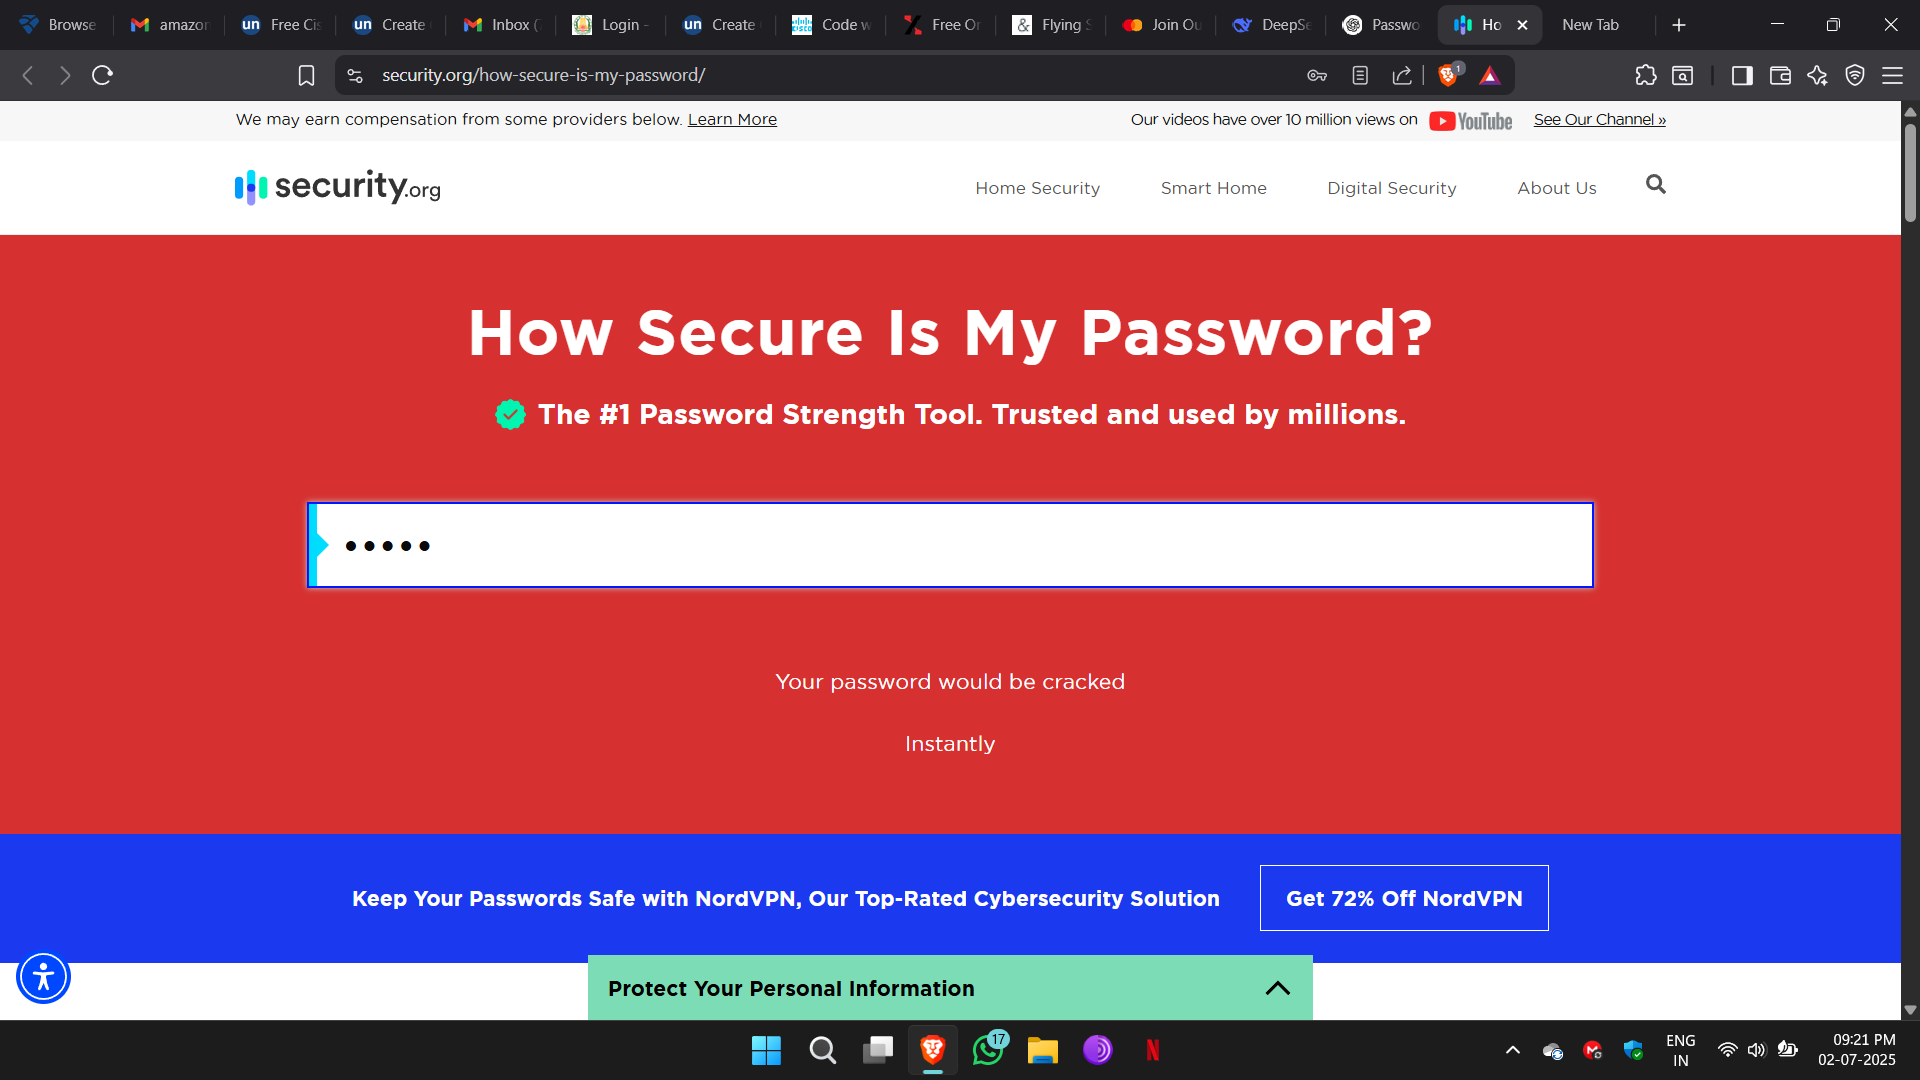 Browse
amazon
un Free Cis
un Create
Inbox (
Login -
un Create
CISCO Code w
Free Or
& Flying S
Join Ou
DeepSe
Passwo
Ho
New Tab
security.org/how-secure-is-my-password/
1
We may earn compensation from some providers below. Learn More
Our videos have over 10 million views on YouTube See Our Channel »
security.org
Home Security
Smart Home
Digital Security
About Us
How Secure Is My Password?
The #1 Password Strength Tool. Trusted and used by millions.
•••••
Your password would be cracked
Instantly
Keep Your Passwords Safe with NordVPN, Our Top-Rated Cybersecurity Solution
Get 72% Off NordVPN
Protect Your Personal Information
17
N
ENG
IN
09:21 PM
02-07-2025